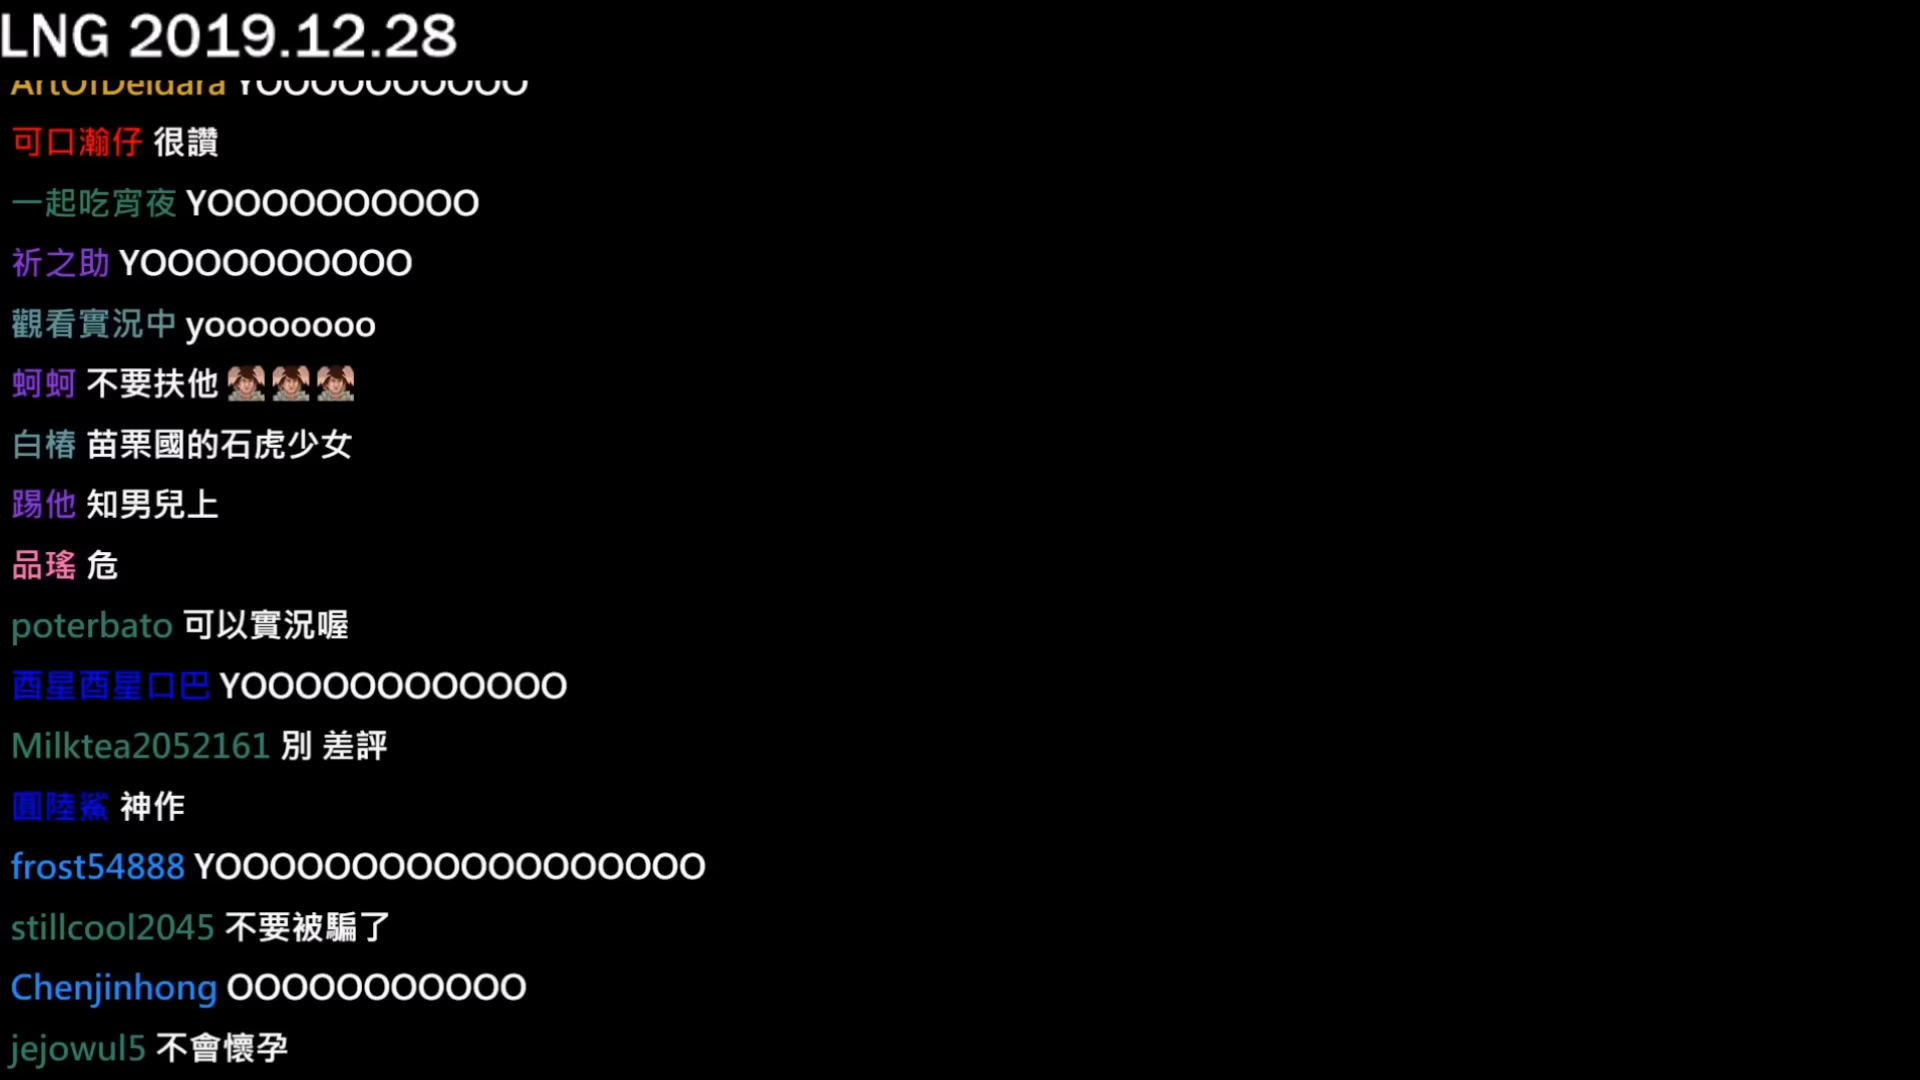 LNG 2019.12.28
ArtOfDeidara YOOOOOOOOOO
可口瀚仔 很讚
一起吃宵夜 YOOOOOOOOOO
祈之助 YOOOOOOOOOO
觀看實況中 yoooooooo
蚵蚵 不要扶他
白椿 苗栗國的石虎少女
踢他 知男兒上
品瑤 危
poterbato 可以實況喔
酉星酉星口巴 YOOOOOOOOOOOO
Milktea2052161 別 差評
圓陸鯊 神作
frost54888 YOOOOOOOOOOOOOOOOOO
stillcool2045 不要被騙了
Chenjinhong OOOOOOOOOOO
jejowul5 不會懷孕